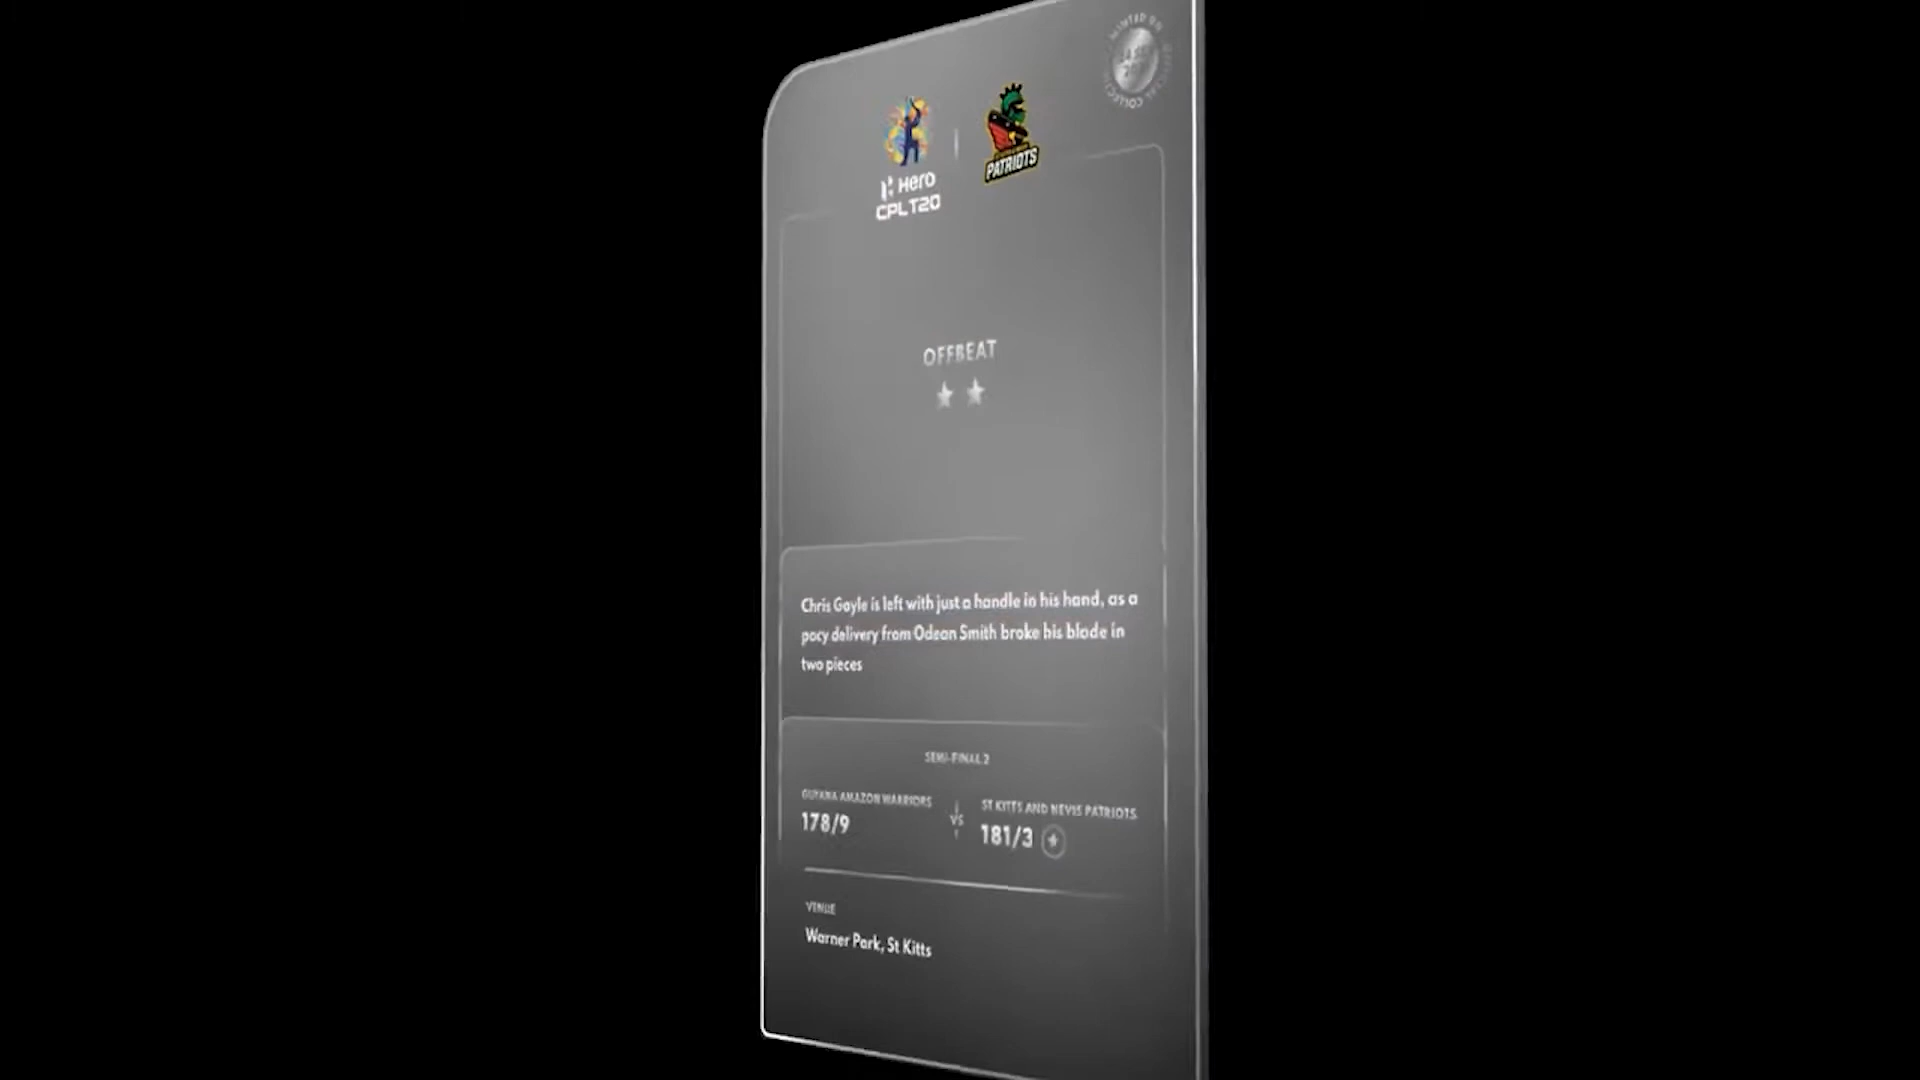 MINTED ON
Hero
CPLT20
PATRIOTS
OFFBEAT
Chris Gayle is left with just a handle in his hand, as a
pacy delivery from Odean Smith broke his blade in
two pieces
SEMI-FINAL 2
GUYANA AMAZON WARRIORS
178/9
VS
ST KITTS AND NEVIS PATRIOTS
181/3
VENUE
Warner Park, St Kitts